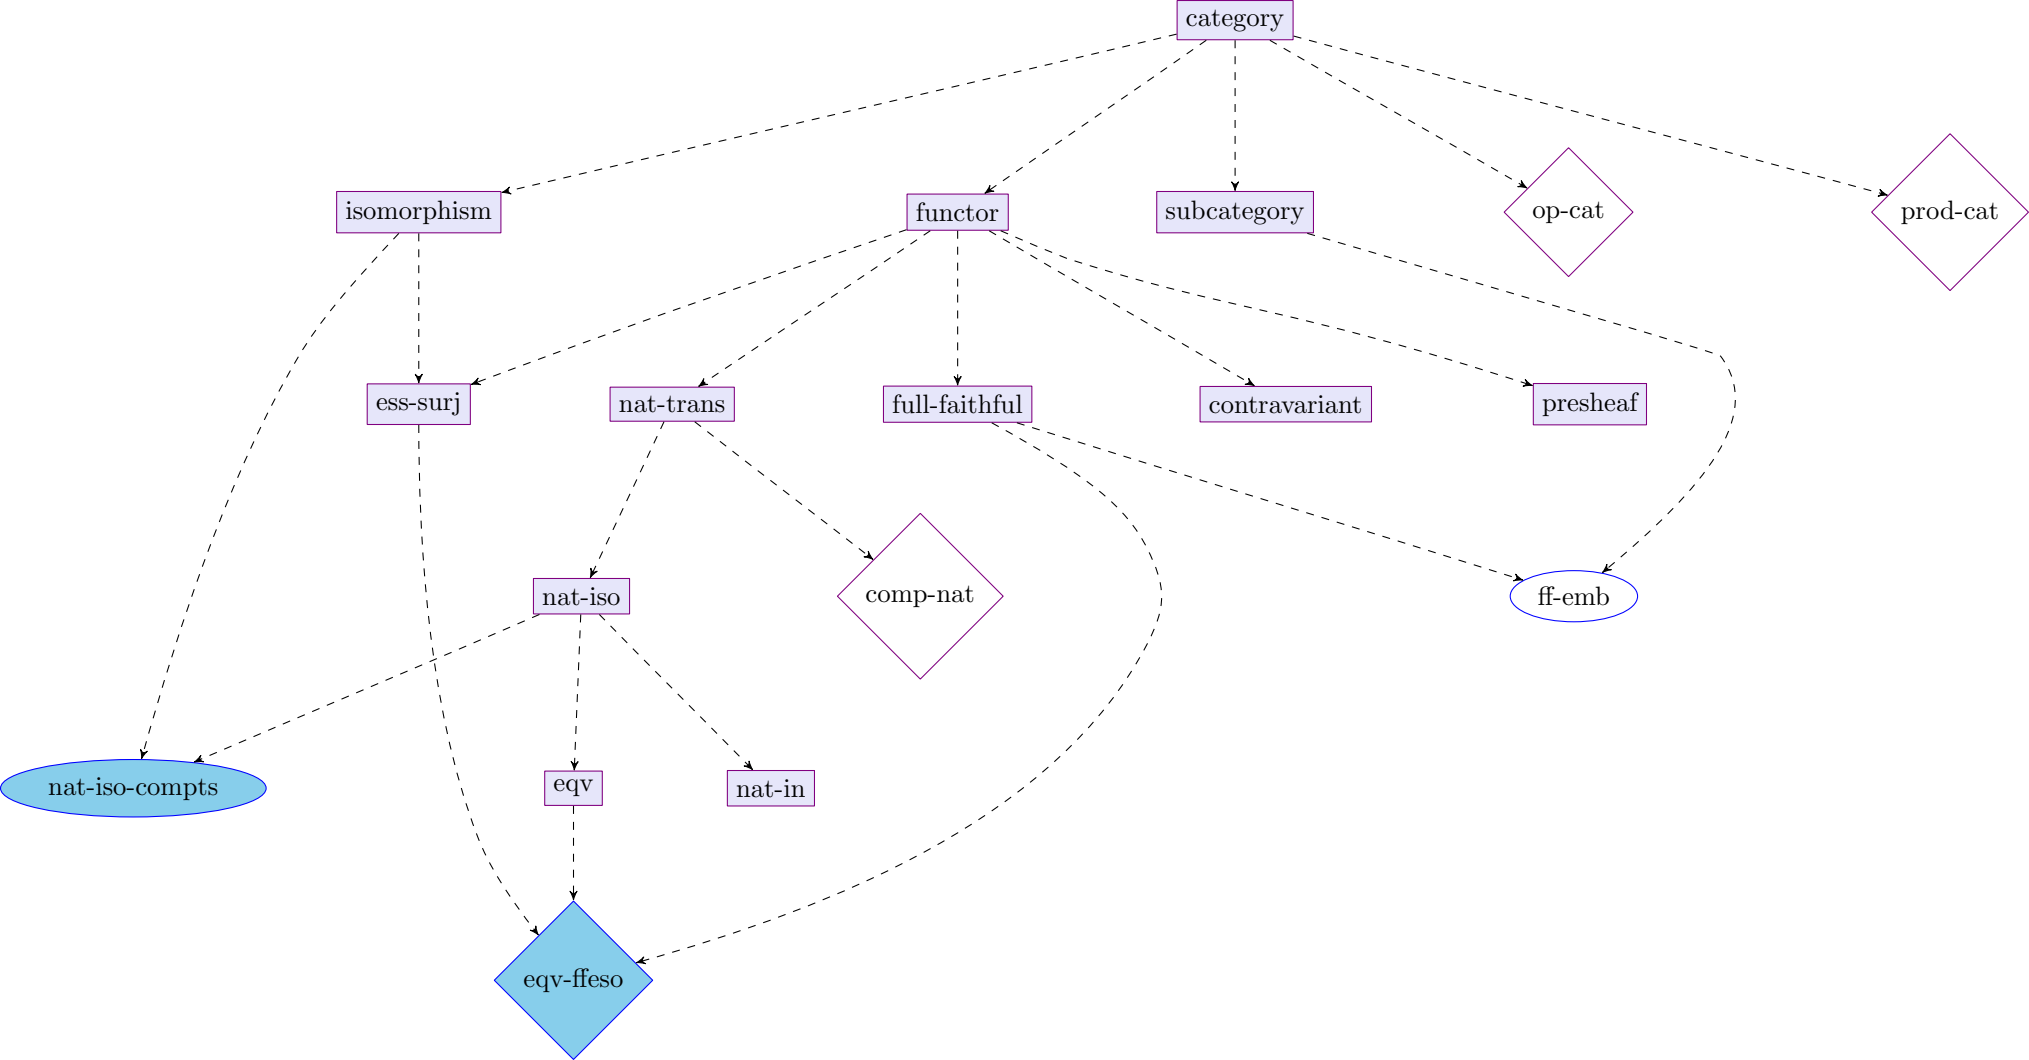 category
isomorphism
functor
subcategory
op-cat
prod-cat
ess-surj
nat-trans
full-faithful
contravariant
presheaf
nat-iso
comp-nat
ff-emb
nat-iso-compts
eqv
nat-in
eqv-ffeso